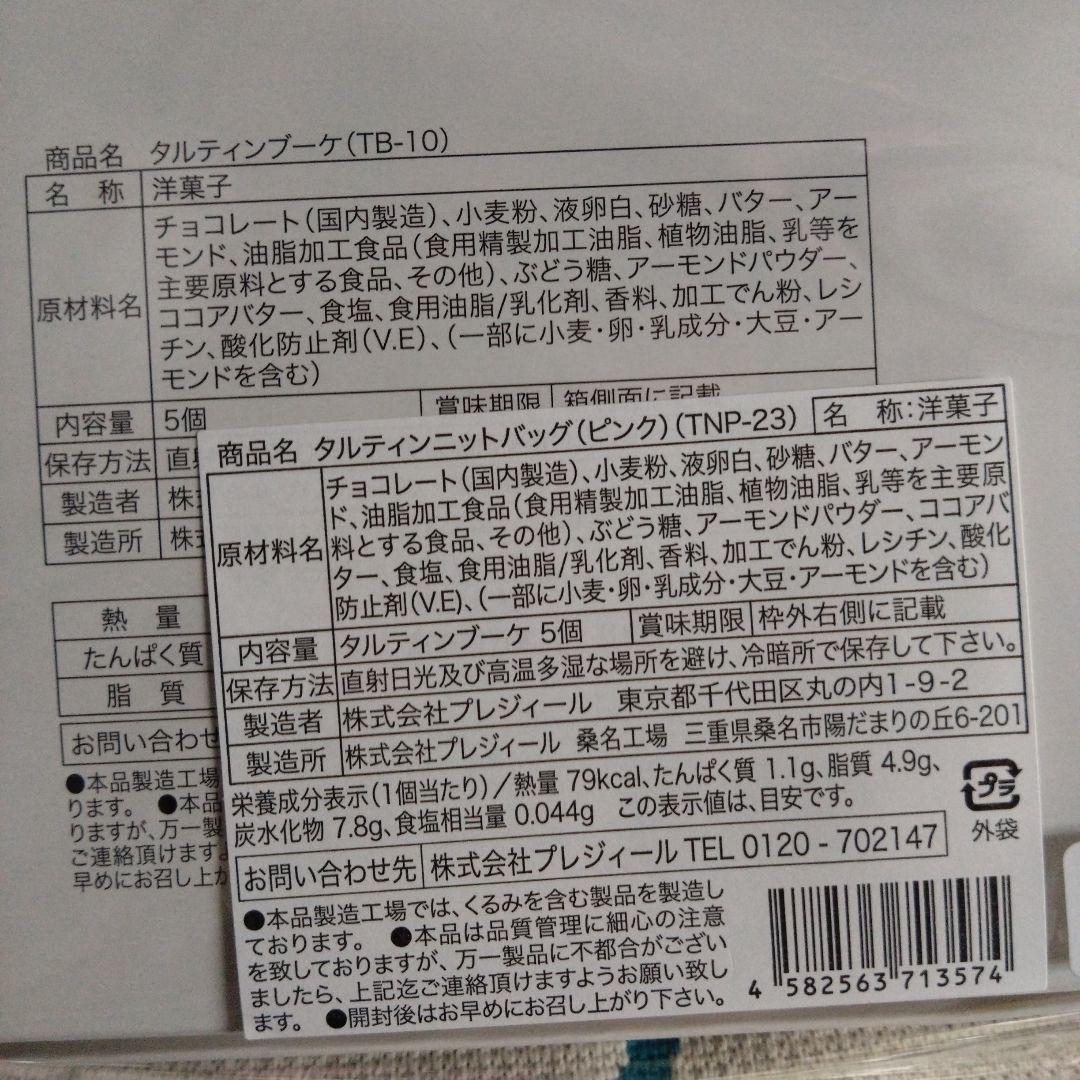 商品名 タルティンブーケ(TB-10)
名 称 洋菓子
原材料名
チョコレート(国内製造)、小麦粉、液卵白、砂糖、バター、アー
モンド、油脂加工食品(食用精製加工油脂、植物油脂、乳等を
主要原料とする食品、その他)、ぶどう糖、アーモンドパウダー、
ココアバター、食塩、食用油脂/乳化剤、香料、加工でん粉、レシ
チン、酸化防止剤(V.E)、(一部に小麦・卵・乳成分・大豆・アー
モンドを含む)
内容量 5個 賞味期限 箱側面に記載
保存方法 直
製造者 株
製造所 株
熱 量
たんぱく質
脂 質
お問い合わせ
●本品製造工場
ります。 ●本品
りますが、万一製
ご連絡頂けます
早めにお召し上が
商品名 タルティンニットバッグ(ピンク)(TNP-23) 名 称:洋菓子
原材料名
チョコレート(国内製造)、小麦粉、液卵白、砂糖、バター、アーモン
ド、油脂加工食品(食用精製加工油脂、植物油脂、乳等を主要原
料とする食品、その他)、ぶどう糖、アーモンドパウダー、ココアバ
ター、食塩、食用油脂/乳化剤、香料、加工でん粉、レシチン、酸化
防止剤(V.E)、(一部に小麦・卵・乳成分・大豆・アーモンドを含む)
内容量 タルティンブーケ 5個 賞味期限 枠外右側に記載
保存方法 直射日光及び高温多湿な場所を避け、冷暗所で保存して下さい。
製造者 株式会社プレジィール 東京都千代田区丸の内1-9-2
製造所 株式会社プレジィール 桑名工場 三重県桑名市陽だまりの丘6-201
栄養成分表示(1個当たり)/熱量 79kcal、たんぱく質 1.1g、脂質 4.9g、
炭水化物 7.8g、食塩相当量 0.044g この表示値は、目安です。
プラ
外袋
お問い合わせ先 株式会社プレジィール TEL 0120-702147
●本品製造工場では、くるみを含む製品を製造し
ております。 ●本品は品質管理に細心の注意
を致しておりますが、万一製品に不都合がござい
ましたら、上記迄ご連絡頂けますようお願い致し
ます。 ●開封後はお早めにお召し上がり下さい。
4 582563 713574